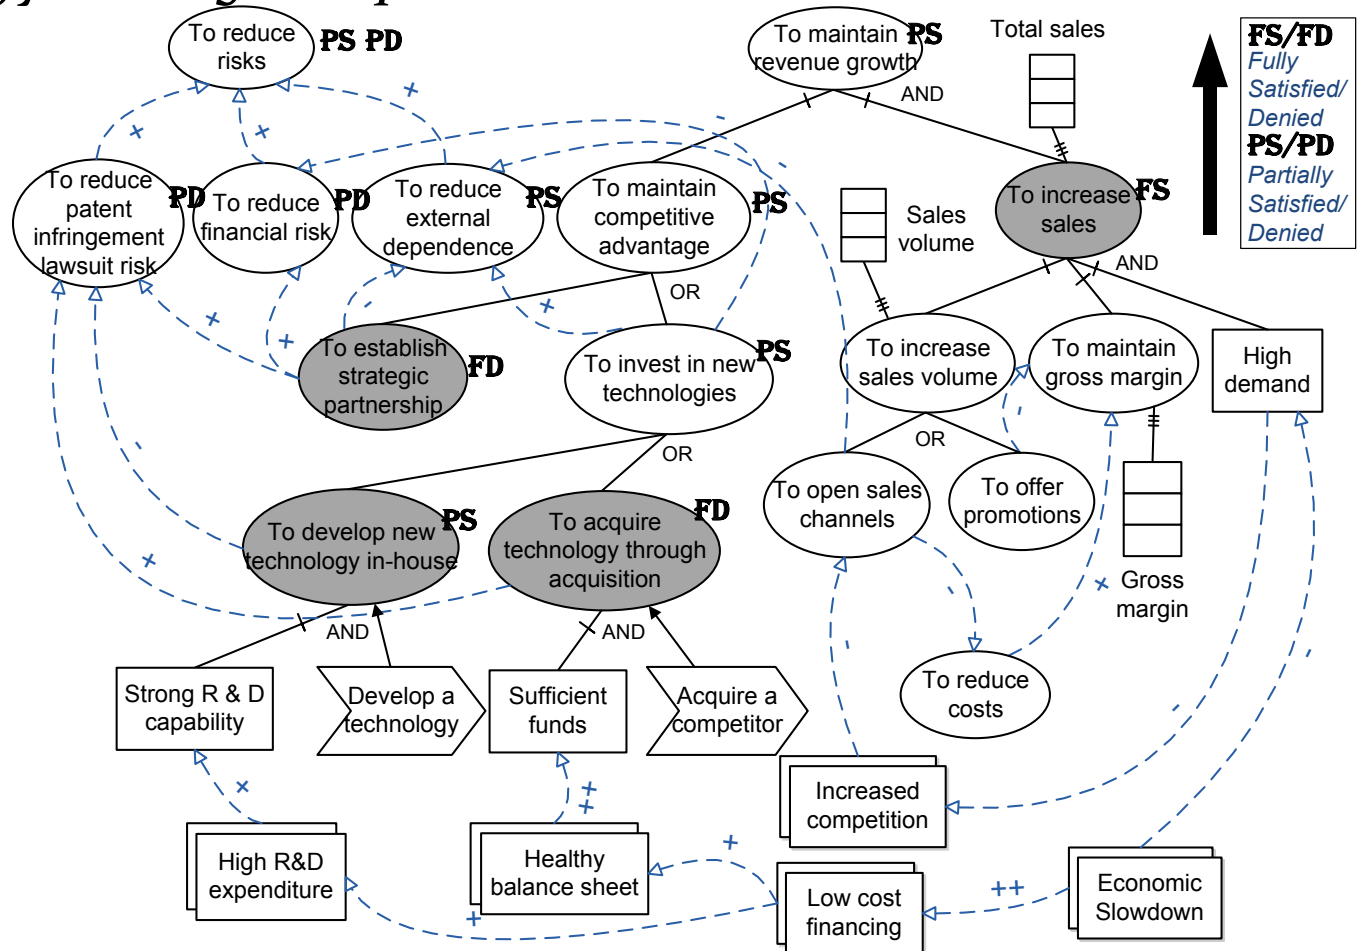 To reduce
risks
PS PD
To maintain
revenue growth
PS
AND
Total sales
FS/FD
Fully
Satisfied/
Denied
PS/PD
Partially
Satisfied/
Denied
To reduce
patent
infringement
lawsuit risk
PD
To reduce
financial risk
PD
To reduce
external
dependence
PS
To maintain
competitive
advantage
PS
Sales
volume
To increase
sales
FS
AND
OR
To establish
strategic
partnership
FD
To invest in new
technologies
PS
To increase
sales volume
To maintain
gross margin
High
demand
OR
OR
To develop new
technology in-house
PS
To acquire
technology through
acquisition
FD
To open sales
channels
To offer
promotions
Gross
margin
AND
AND
Strong R & D
capability
Develop a
technology
Sufficient
funds
Acquire a
competitor
To reduce
costs
High R&D
expenditure
Healthy
balance sheet
Increased
competition
Low cost
financing
Economic
Slowdown
+
+
+
-
-
+
+
-
+
-
+
-
-
+
-
-
-
-
+
++
+
+
++